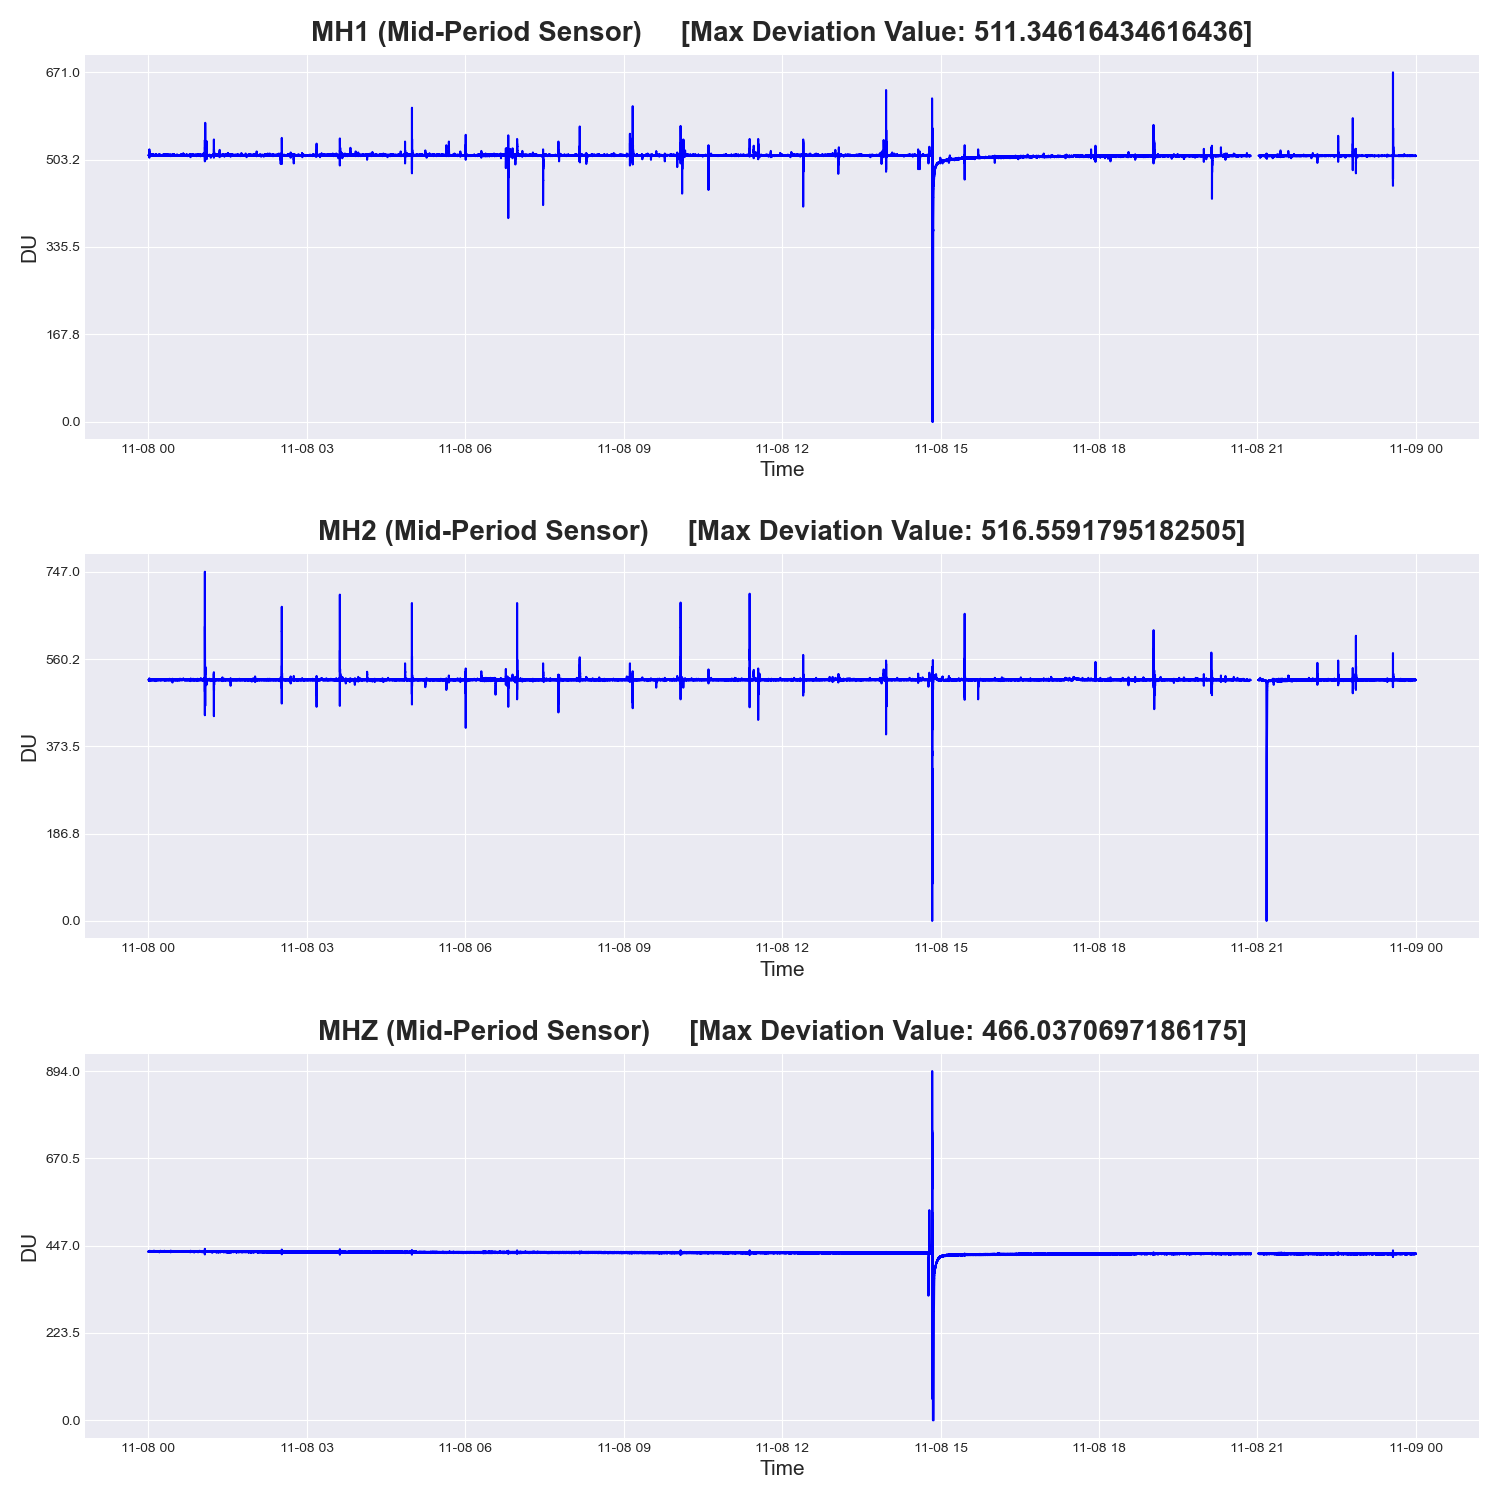 MH1 (Mid-Period Sensor) [Max Deviation Value: 511.34616434616436]
671.0
503.2
335.5
167.8
0.0
DU
11-08 00 11-08 03 11-08 06 11-08 09 11-08 12 11-08 15 11-08 18 11-08 21 11-09 00
Time
MH2 (Mid-Period Sensor) [Max Deviation Value: 516.5591795182505]
747.0
560.2
373.5
186.8
0.0
DU
11-08 00 11-08 03 11-08 06 11-08 09 11-08 12 11-08 15 11-08 18 11-08 21 11-09 00
Time
MHZ (Mid-Period Sensor) [Max Deviation Value: 466.0370697186175]
894.0
670.5
447.0
223.5
0.0
DU
11-08 00 11-08 03 11-08 06 11-08 09 11-08 12 11-08 15 11-08 18 11-08 21 11-09 00
Time